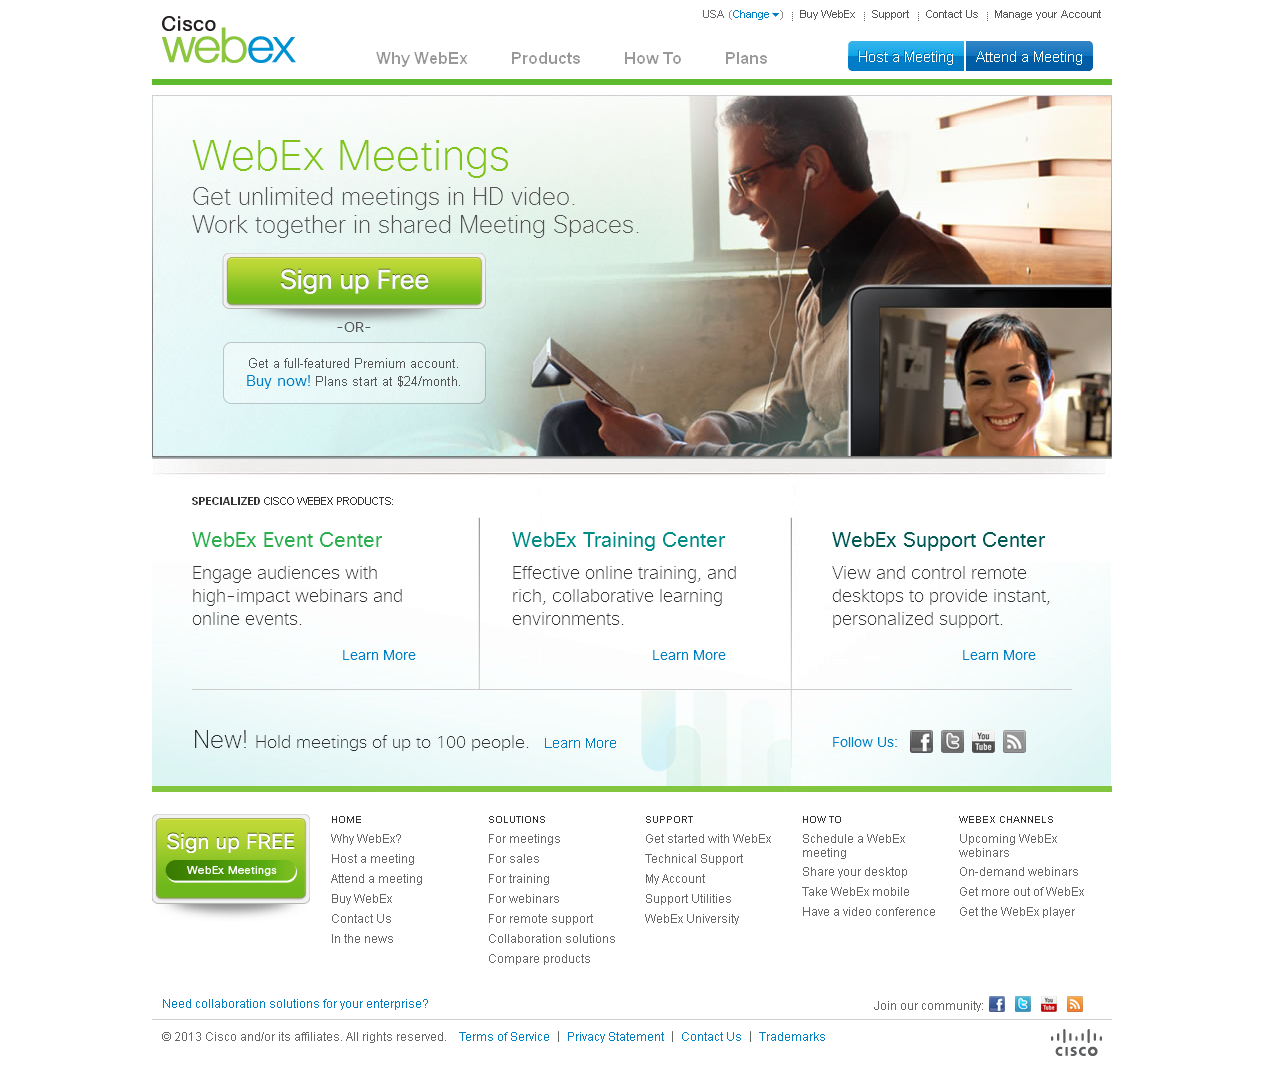 Cisco
webex
USA (Change ) Buy WebEx Support Contact Us Manage your Account
Why WebEx Products How To Plans
Host a Meeting Attend a Meeting
WebEx Meetings
Get unlimited meetings in HD video.
Work together in shared Meeting Spaces.
Sign up Free
-OR-
Get a full-featured Premium account.
Buy now! Plans start at $24/month.
SPECIALIZED CISCO WEBEX PRODUCTS:
WebEx Event Center
Engage audiences with
high-impact webinars and
online events.
Learn More
WebEx Training Center
Effective online training, and
rich, collaborative learning
environments.
Learn More
WebEx Support Center
View and control remote
desktops to provide instant,
personalized support.
Learn More
New! Hold meetings of up to 100 people. Learn More
Follow Us:
You
Tube
Sign up FREE
WebEx Meetings
HOME
Why WebEx?
Host a meeting
Attend a meeting
Buy WebEx
Contact Us
In the news
SOLUTIONS
For meetings
For sales
For training
For webinars
For remote support
Collaboration solutions
Compare products
SUPPORT
Get started with WebEx
Technical Support
My Account
Support Utilities
WebEx University
HOW TO
Schedule a WebEx
meeting
Share your desktop
Take WebEx mobile
Have a video conference
WEBEX CHANNELS
Upcoming WebEx
webinars
On-demand webinars
Get more out of WebEx
Get the WebEx player
Need collaboration solutions for your enterprise?
Join our community:
You
Tube
© 2013 Cisco and/or its affiliates. All rights reserved. Terms of Service | Privacy Statement | Contact Us | Trademarks
CISCO